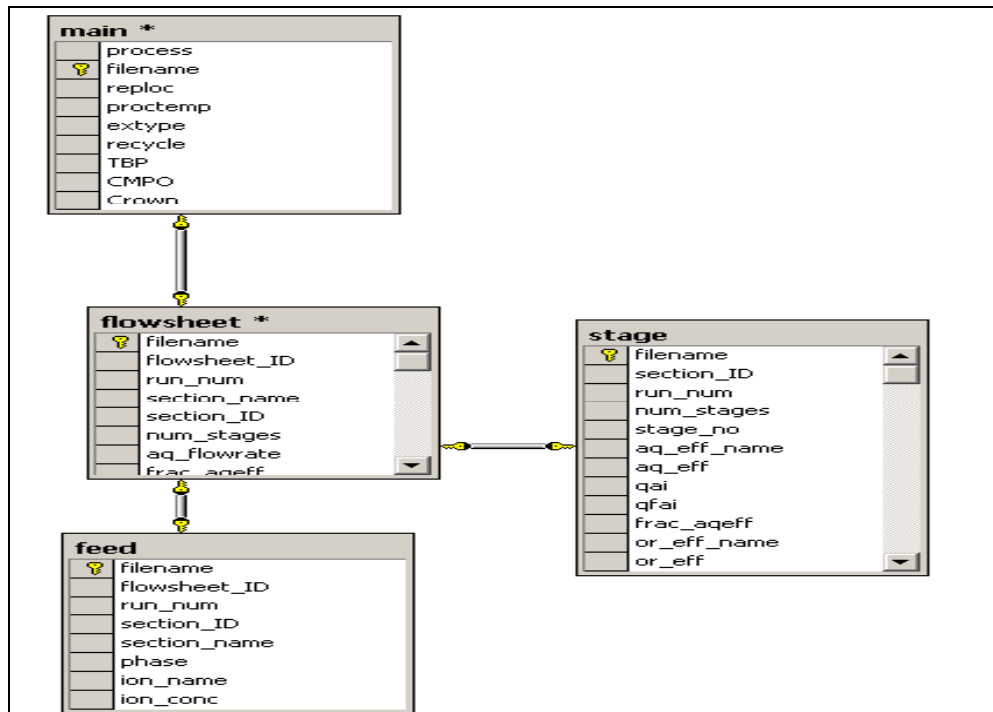 main *
process
filename
reploc
proctemp
extype
recycle
TBP
CMPO
Crown
flowsheet *
filename
flowsheet_ID
run_num
section_name
section_ID
num_stages
aq_flowrate
frac_aqeff
stage
filename
section_ID
run_num
num_stages
stage_no
aq_eff_name
aq_eff
qai
qfai
frac_aqeff
or_eff_name
or_eff
feed
filename
flowsheet_ID
run_num
section_ID
section_name
phase
ion_name
ion_conc